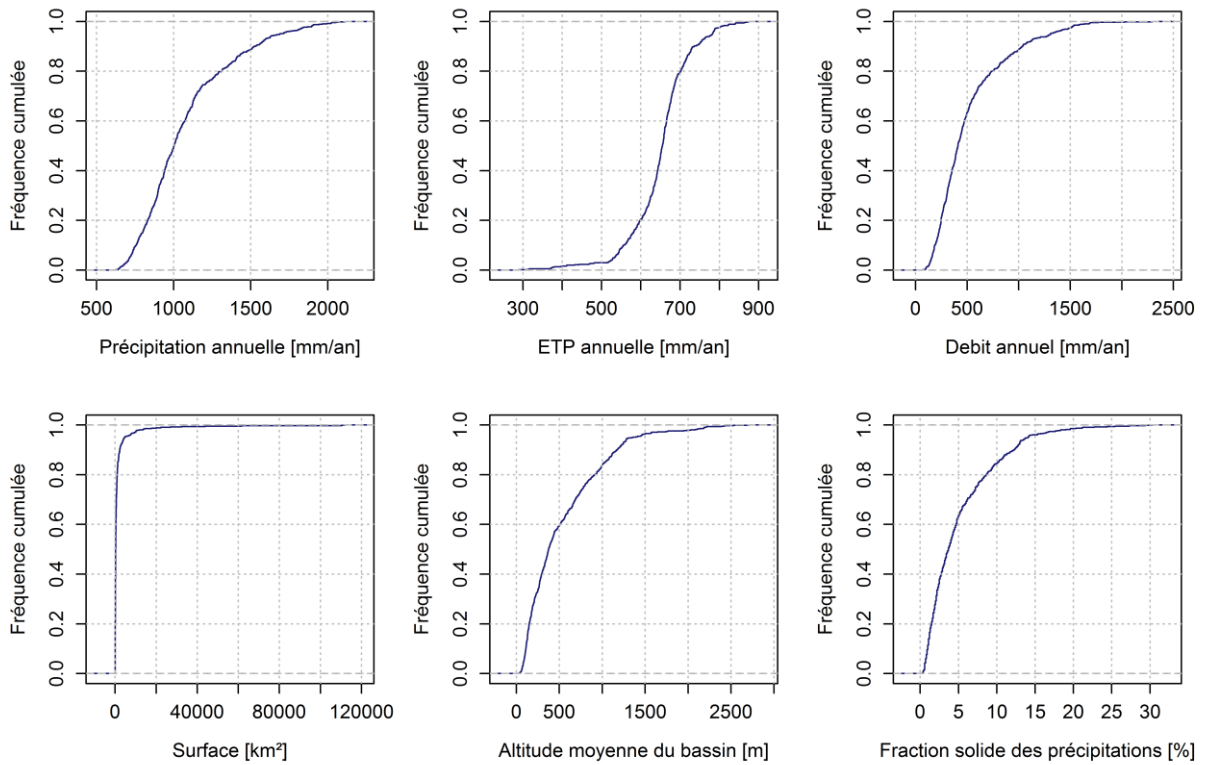 Fréquence cumulée
0.0 0.2 0.4 0.6 0.8 1.0
500 1000 1500 2000
Précipitation annuelle [mm/an]
Fréquence cumulée
0.0 0.2 0.4 0.6 0.8 1.0
300 500 700 900
ETP annuelle [mm/an]
Fréquence cumulée
0.0 0.2 0.4 0.6 0.8 1.0
0 500 1500 2500
Debit annuel [mm/an]
Fréquence cumulée
0.0 0.2 0.4 0.6 0.8 1.0
0 40000 80000 120000
Surface [km²]
Fréquence cumulée
0.0 0.2 0.4 0.6 0.8 1.0
0 500 1500 2500
Altitude moyenne du bassin [m]
Fréquence cumulée
0.0 0.2 0.4 0.6 0.8 1.0
0 5 10 15 20 25 30
Fraction solide des précipitations [%]